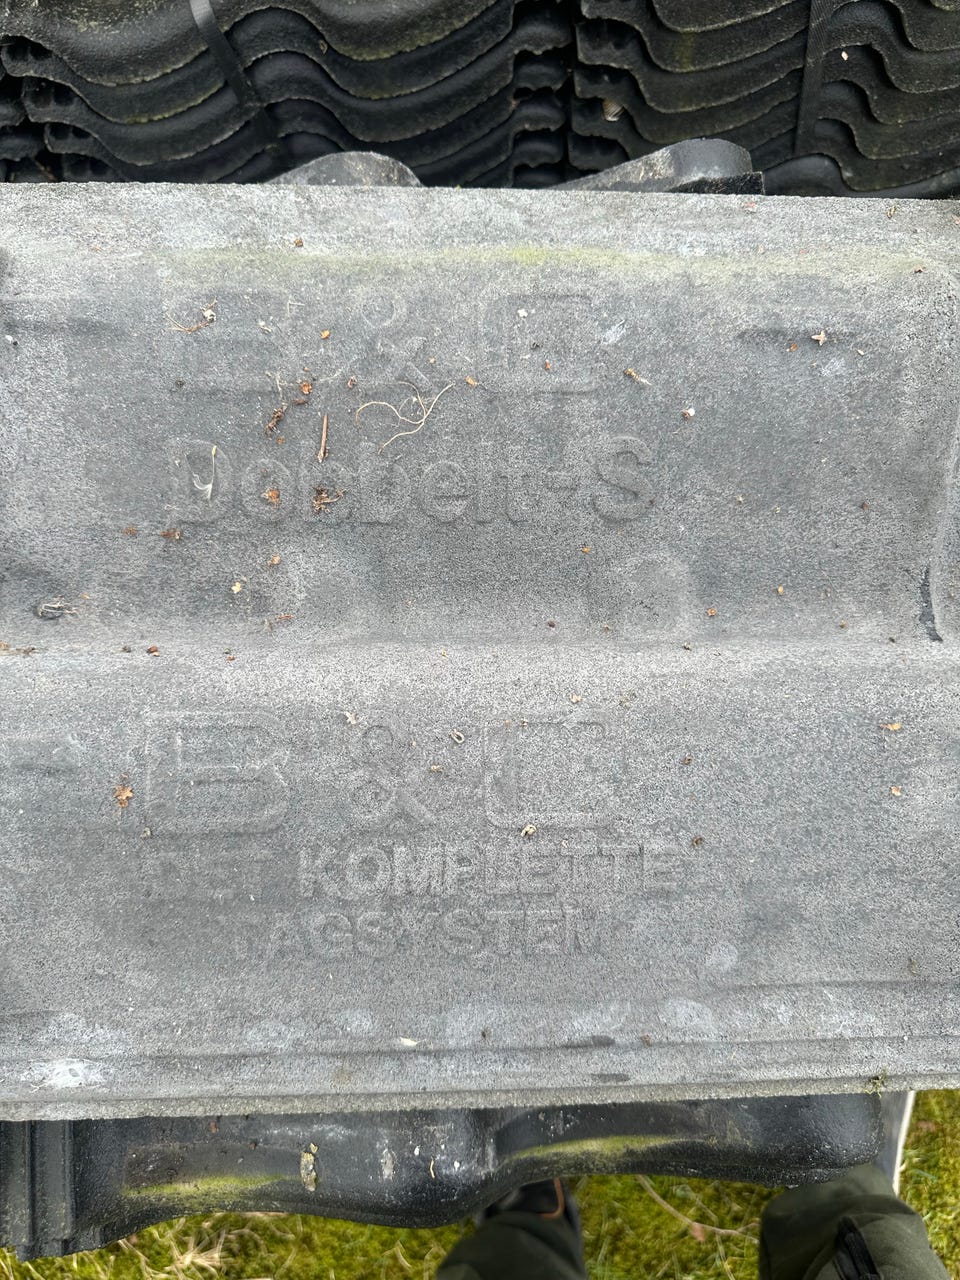 B & C
Dobbelt-S
B & C
DET KOMPLETTE
TAGSYSTEM